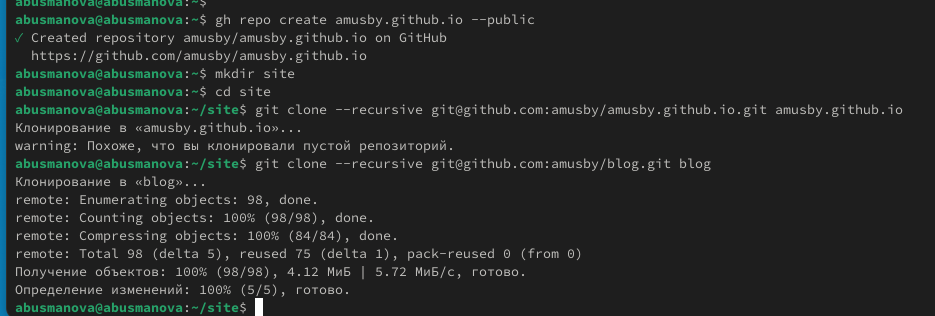 abusmanova@abusmanova:~$
abusmanova@abusmanova:~$ gh repo create amusby.github.io --public
✓ Created repository amusby/amusby.github.io on GitHub
  https://github.com/amusby/amusby.github.io
abusmanova@abusmanova:~$ mkdir site
abusmanova@abusmanova:~$ cd site
abusmanova@abusmanova:~/site$ git clone --recursive git@github.com:amusby/amusby.github.io.git amusby.github.io
Клонирование в «amusby.github.io»...
warning: Похоже, что вы клонировали пустой репозиторий.
abusmanova@abusmanova:~/site$ git clone --recursive git@github.com:amusby/blog.git blog
Клонирование в «blog»...
remote: Enumerating objects: 98, done.
remote: Counting objects: 100% (98/98), done.
remote: Compressing objects: 100% (84/84), done.
remote: Total 98 (delta 5), reused 75 (delta 1), pack-reused 0 (from 0)
Получение объектов: 100% (98/98), 4.12 МиБ | 5.72 МиБ/с, готово.
Определение изменений: 100% (5/5), готово.
abusmanova@abusmanova:~/site$